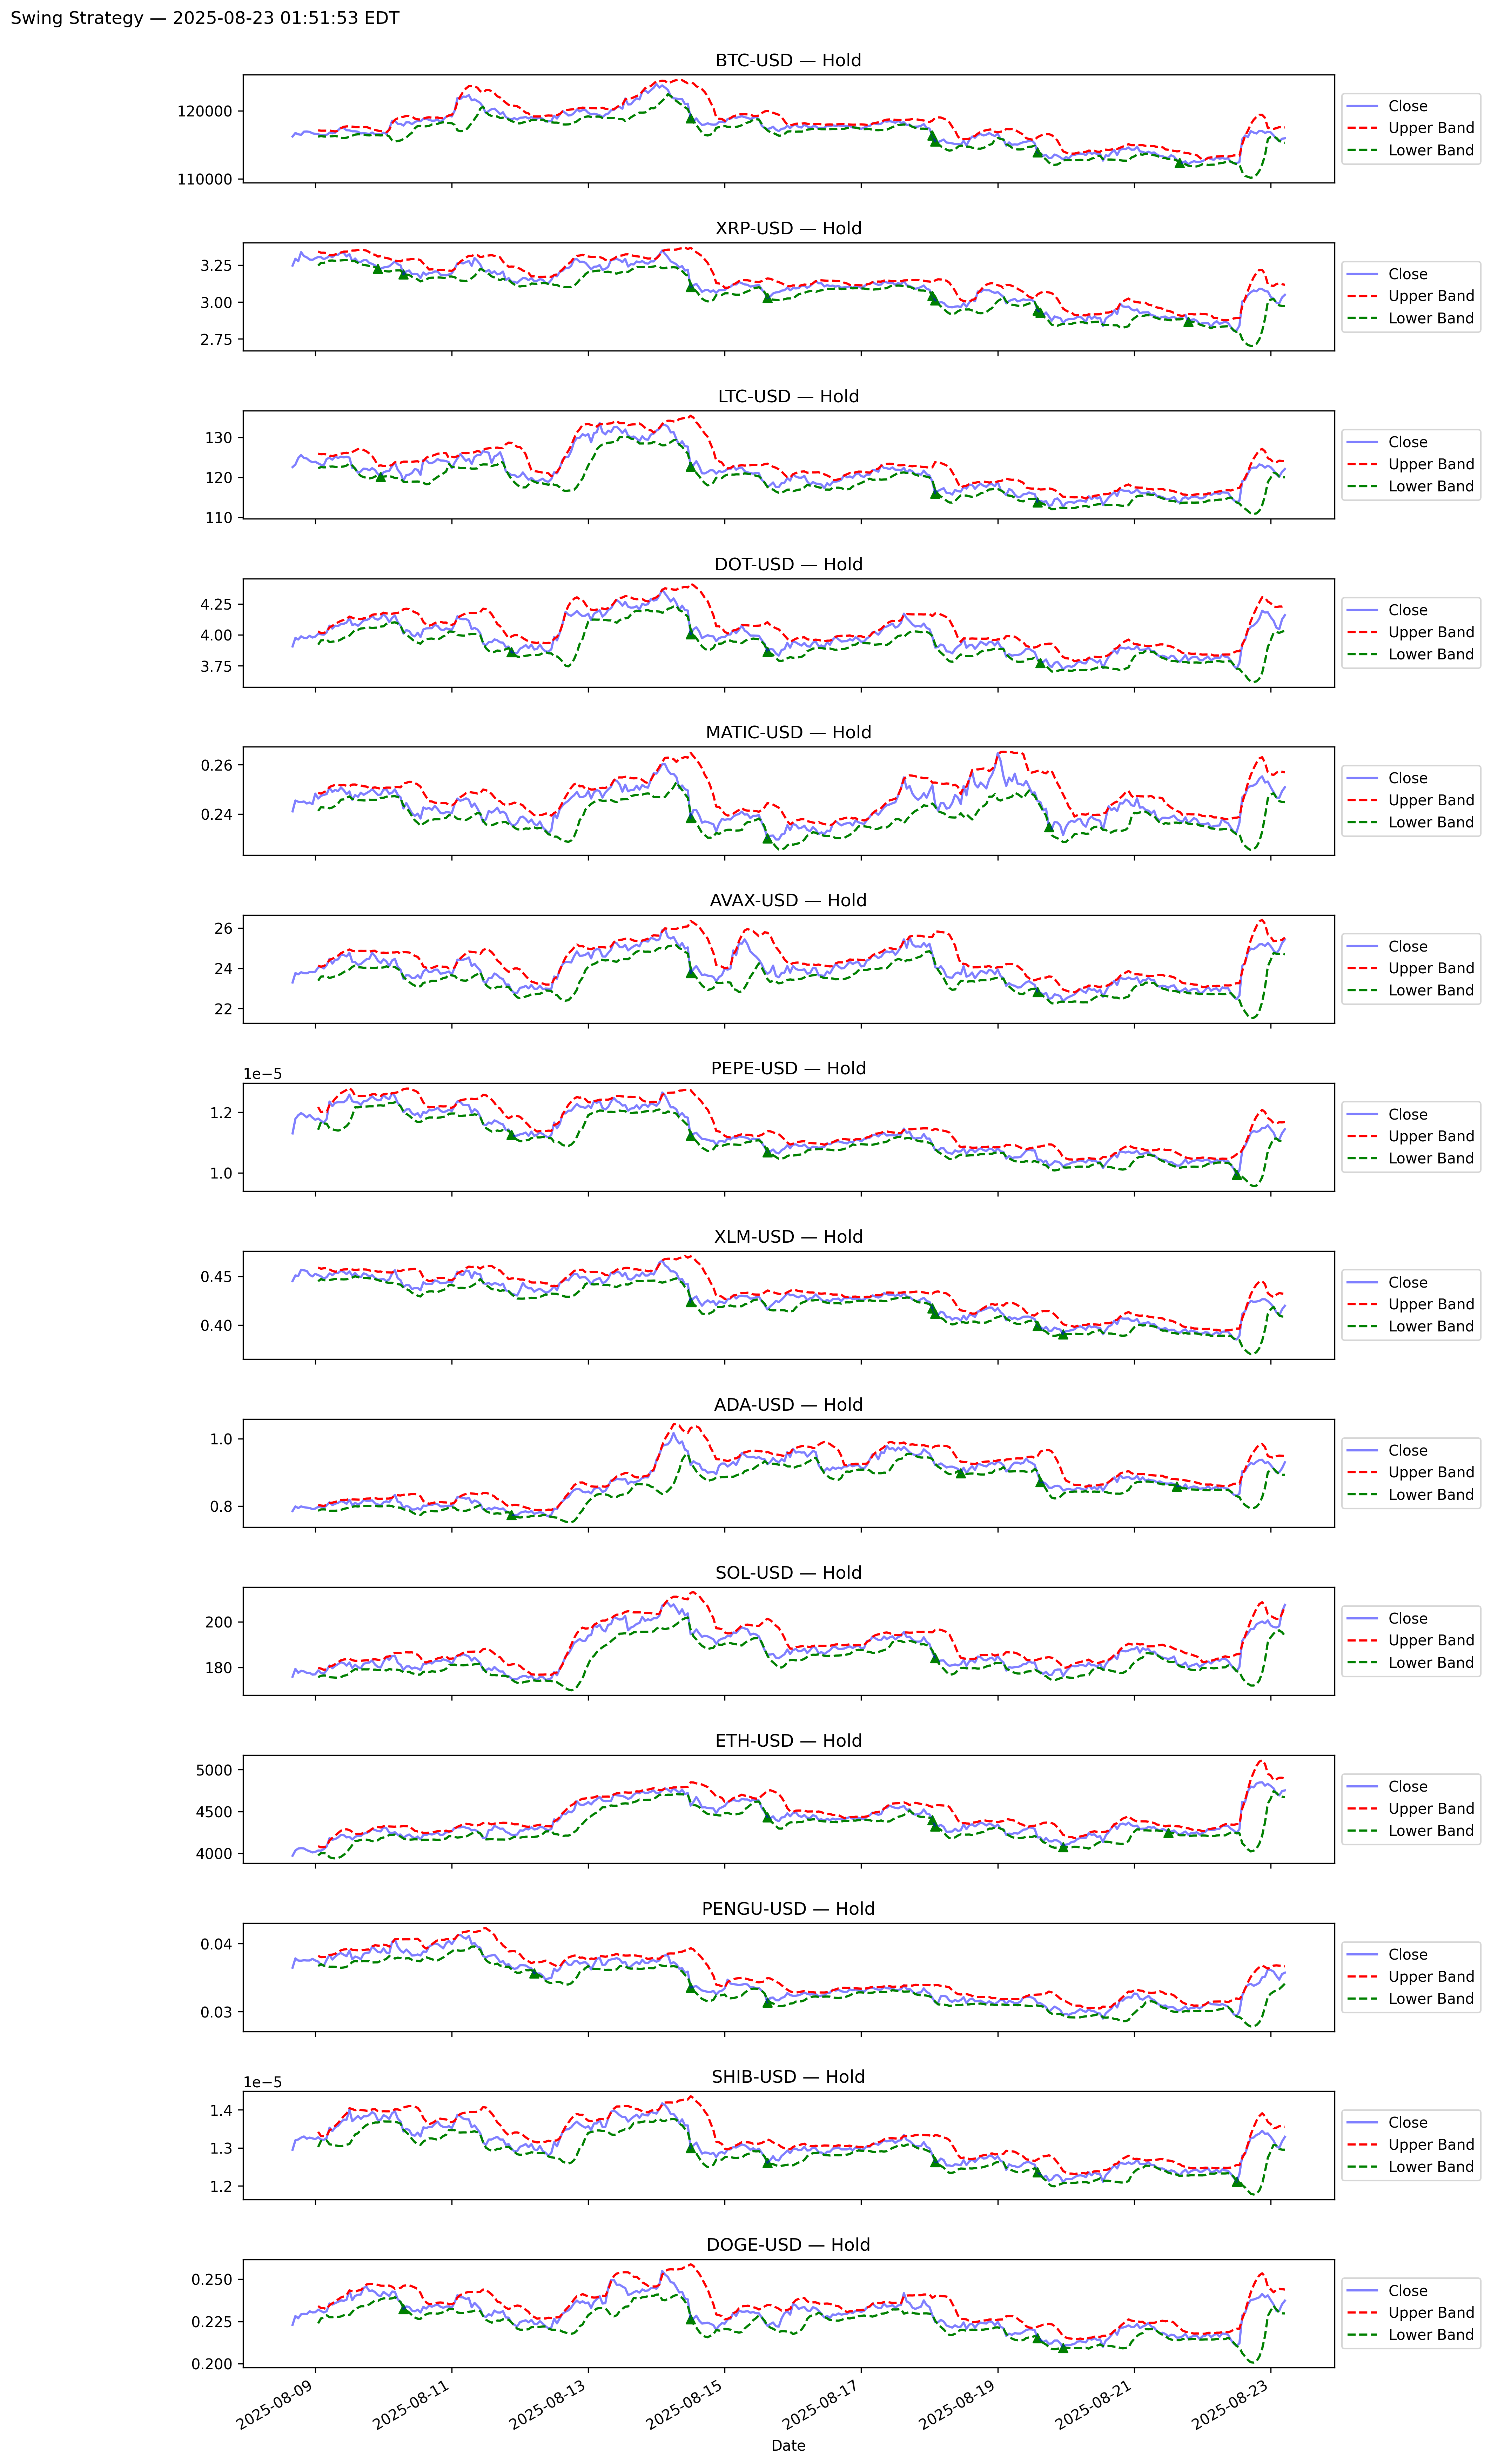 Swing Strategy — 2025-08-23 01:51:53 EDT
BTC-USD — Hold
120000
110000
Close
Upper Band
Lower Band
XRP-USD — Hold
3.25
3.00
2.75
Close
Upper Band
Lower Band
LTC-USD — Hold
130
120
110
Close
Upper Band
Lower Band
DOT-USD — Hold
4.25
4.00
3.75
Close
Upper Band
Lower Band
MATIC-USD — Hold
0.26
0.24
Close
Upper Band
Lower Band
AVAX-USD — Hold
26
24
22
Close
Upper Band
Lower Band
PEPE-USD — Hold
1e−5
1.2
1.0
Close
Upper Band
Lower Band
XLM-USD — Hold
0.45
0.40
Close
Upper Band
Lower Band
ADA-USD — Hold
1.0
0.8
Close
Upper Band
Lower Band
SOL-USD — Hold
200
180
Close
Upper Band
Lower Band
ETH-USD — Hold
5000
4500
4000
Close
Upper Band
Lower Band
PENGU-USD — Hold
0.04
0.03
Close
Upper Band
Lower Band
SHIB-USD — Hold
1e−5
1.4
1.3
1.2
Close
Upper Band
Lower Band
DOGE-USD — Hold
0.250
0.225
0.200
Close
Upper Band
Lower Band
2025-08-09
2025-08-11
2025-08-13
2025-08-15
2025-08-17
2025-08-19
2025-08-21
2025-08-23
Date